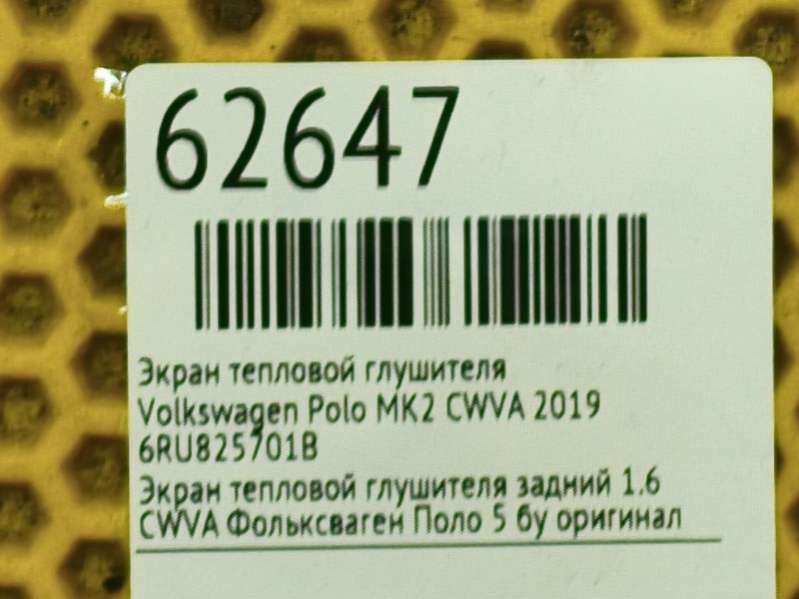 62647
Экран тепловой глушителя
Volkswagen Polo MK2 CWVA 2019
6RU825701B
Экран тепловой глушителя задний 1.6
CWVA Фольксваген Поло 5 бу оригинал